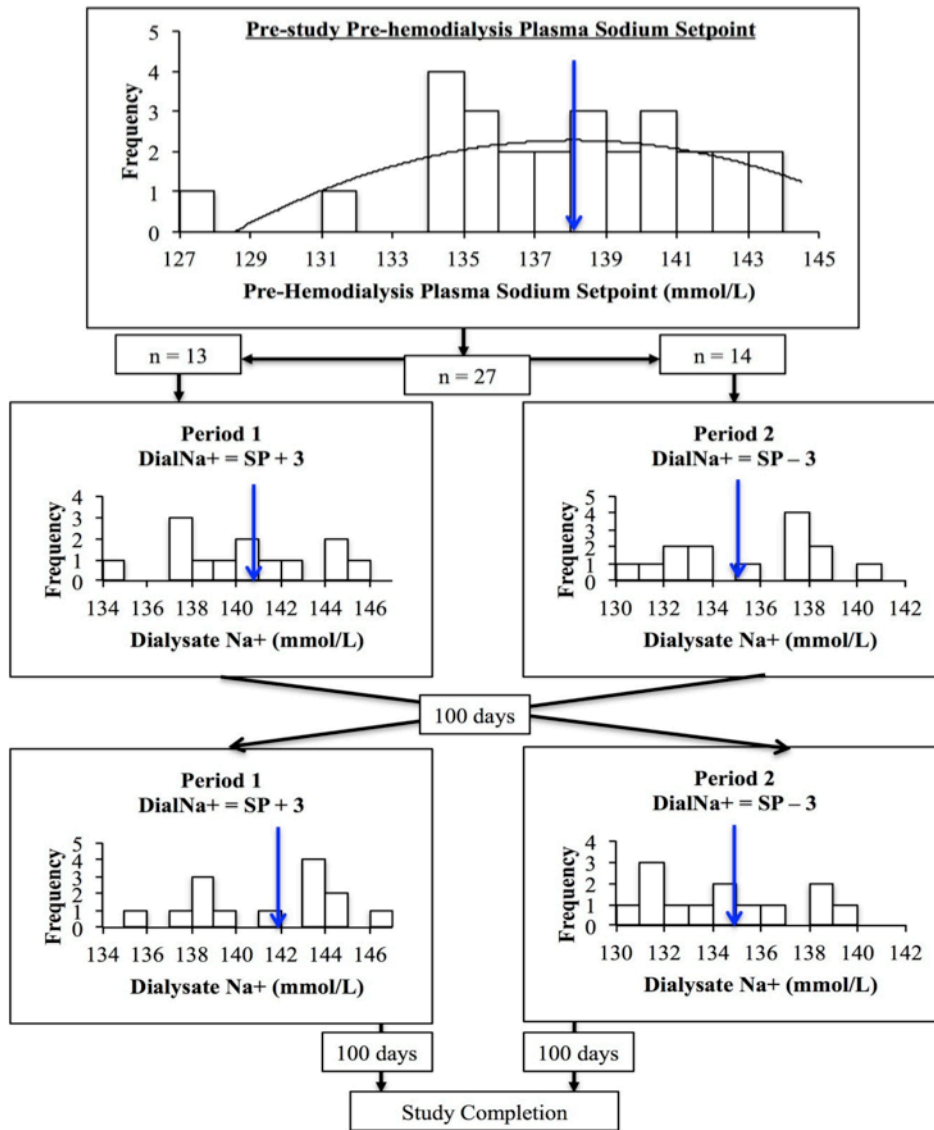 Pre-study Pre-hemodialysis Plasma Sodium Setpoint
Frequency
5
4
3
2
1
0
127 129 131 133 135 137 139 141 143 145
Pre-Hemodialysis Plasma Sodium Setpoint (mmol/L)
n = 13
n = 27
n = 14
Period 1
DialNa+ = SP + 3
Frequency
4
3
2
1
0
134 136 138 140 142 144 146
Dialysate Na+ (mmol/L)
Period 2
DialNa+ = SP – 3
Frequency
5
4
3
2
1
0
130 132 134 136 138 140 142
Dialysate Na+ (mmol/L)
100 days
Period 1
DialNa+ = SP + 3
Frequency
5
4
3
2
1
0
134 136 138 140 142 144 146
Dialysate Na+ (mmol/L)
Period 2
DialNa+ = SP – 3
Frequency
4
3
2
1
0
130 132 134 136 138 140 142
Dialysate Na+ (mmol/L)
100 days
100 days
Study Completion